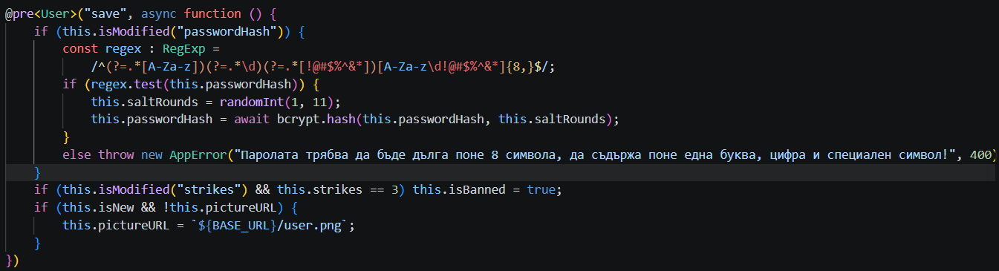 @pre<User>("save", async function () {
    if (this.isModified("passwordHash")) {
        const regex : RegExp =
            /^(?=.*[A-Za-z])(?=.*\d)(?=.*[!@#$%^&*])[A-Za-z\d!@#$%^&*]{8,}$/;
        if (regex.test(this.passwordHash)) {
            this.saltRounds = randomInt(1, 11);
            this.passwordHash = await bcrypt.hash(this.passwordHash, this.saltRounds);
        }
        else throw new AppError("Паролата трябва да бъде дълга поне 8 символа, да съдържа поне една буква, цифра и специален символ!", 400)
    }
    if (this.isModified("strikes") && this.strikes == 3) this.isBanned = true;
    if (this.isNew && !this.pictureURL) {
        this.pictureURL = `${BASE_URL}/user.png`;
    }
})